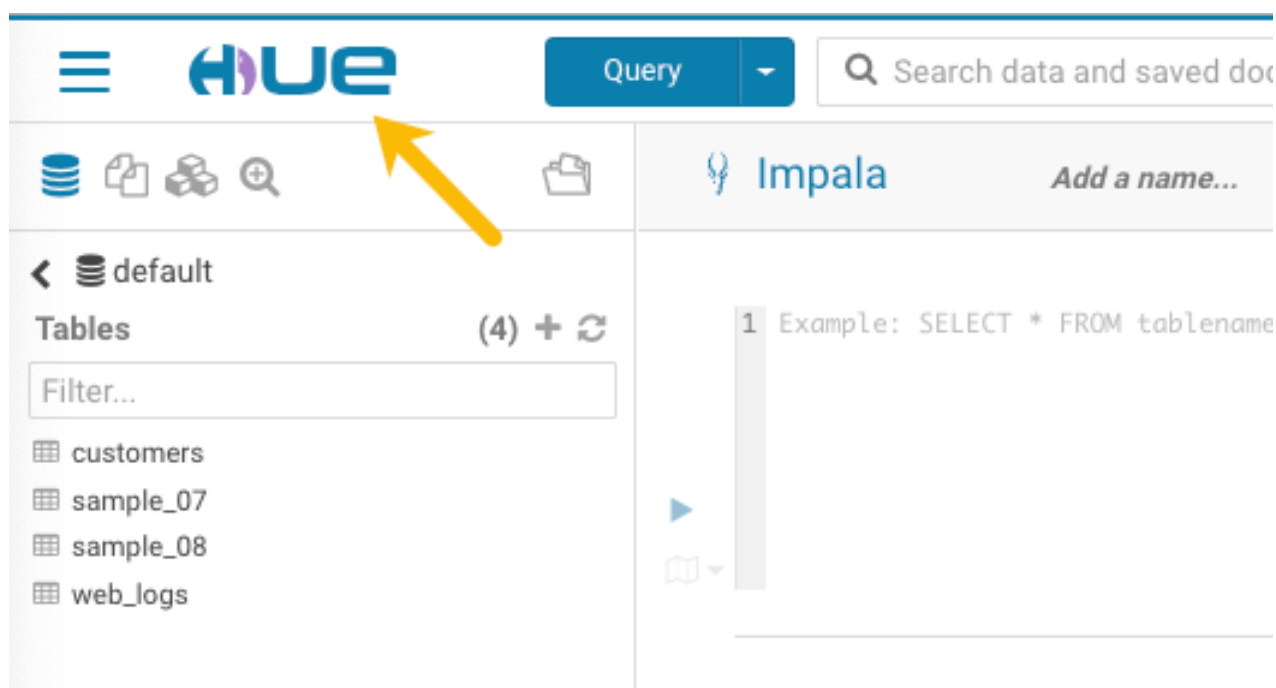 HUE Query Search data and saved doc
Impala Add a name...
default
Tables (4)
Filter...
1 Example: SELECT * FROM tablename
customers
sample_07
sample_08
web_logs